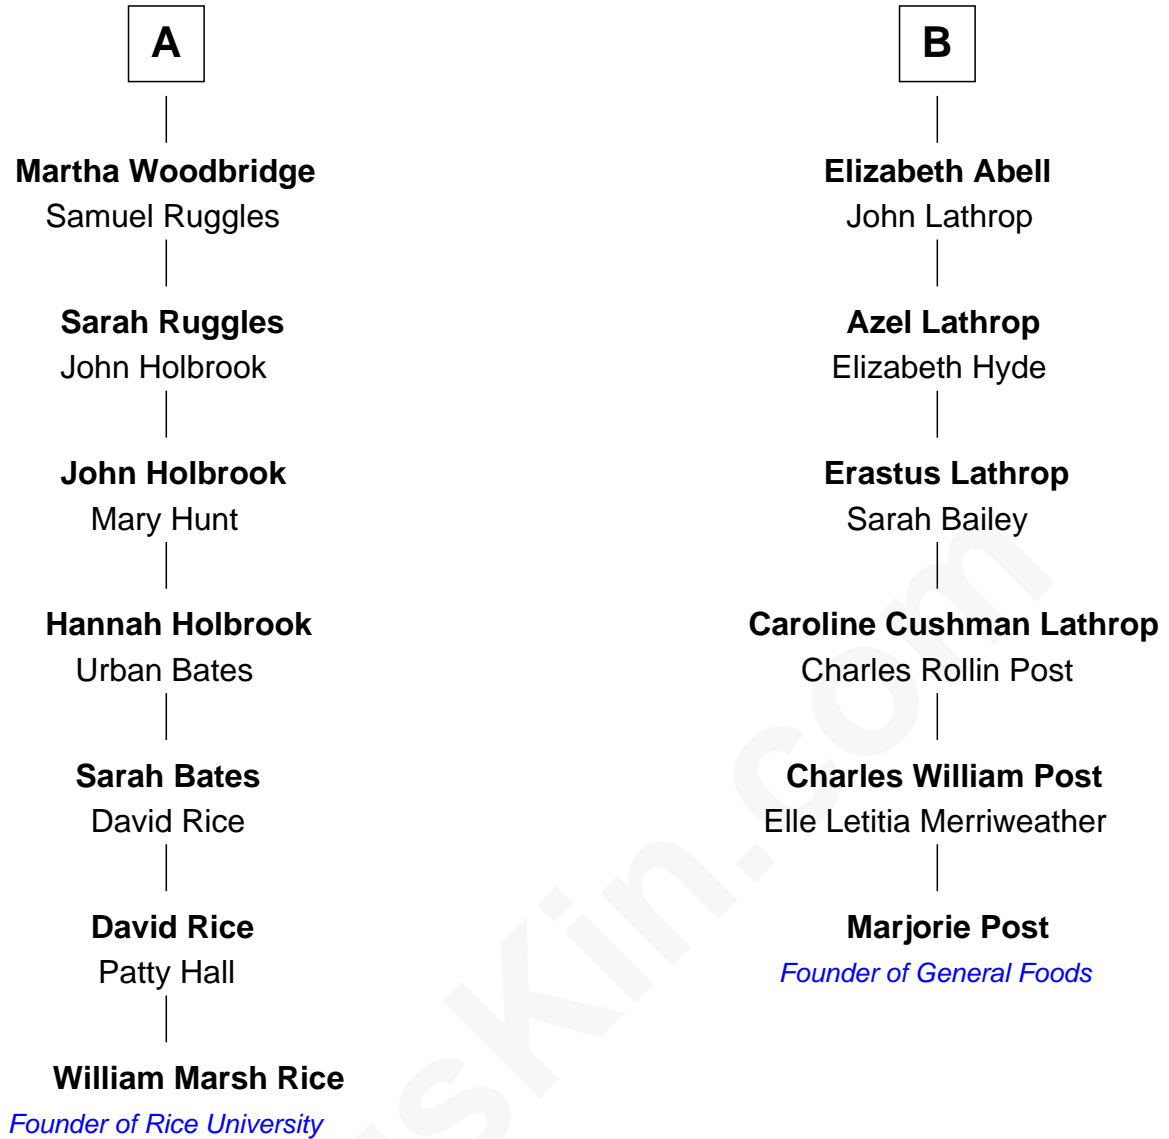 A
Martha Woodbridge
Samuel Ruggles
Sarah Ruggles
John Holbrook
John Holbrook
Mary Hunt
Hannah Holbrook
Urban Bates
Sarah Bates
David Rice
David Rice
Patty Hall
William Marsh Rice
Founder of Rice University
B
Elizabeth Abell
John Lathrop
Azel Lathrop
Elizabeth Hyde
Erastus Lathrop
Sarah Bailey
Caroline Cushman Lathrop
Charles Rollin Post
Charles William Post
Elle Letitia Merriweather
Marjorie Post
Founder of General Foods
sKin.com